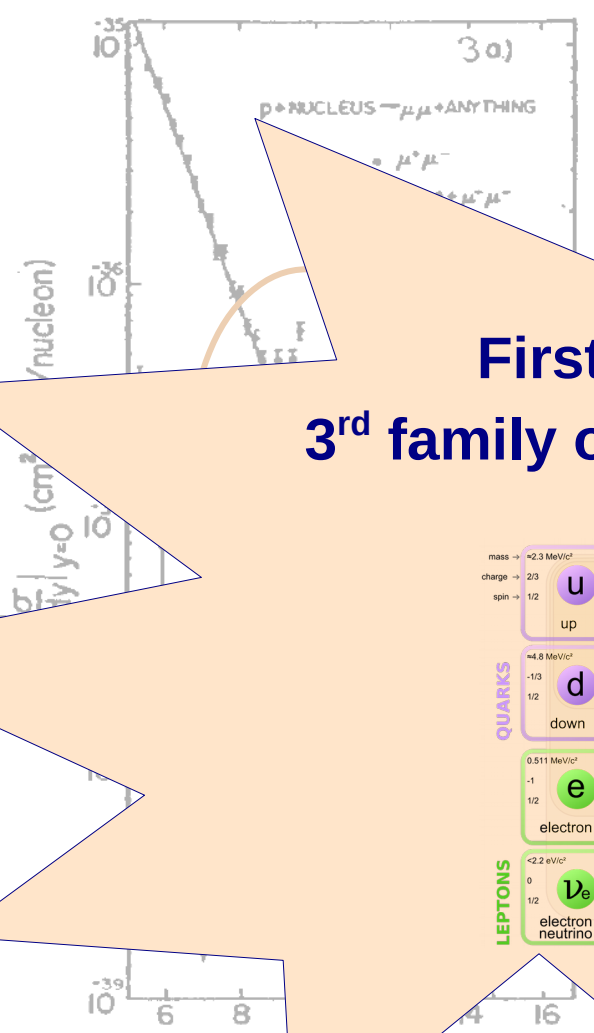 10⁻³⁵
3a.)
p+NUCLEUS → μμ+ANYTHING
• μ⁺μ⁻
μ⁻μ⁻
10⁻³⁶
/nucleon)
(cm²
dy|y=0
First
3rd family
mass → ≈2.3 MeV/c²
charge → 2/3
spin → 1/2
u
up
QUARKS
≈4.8 MeV/c²
-1/3
1/2
d
down
0.511 MeV/c²
-1
1/2
e
electron
LEPTONS
<2.2 eV/c²
0
1/2
νe
electron
neutrino
10⁻³⁹
6 8 16